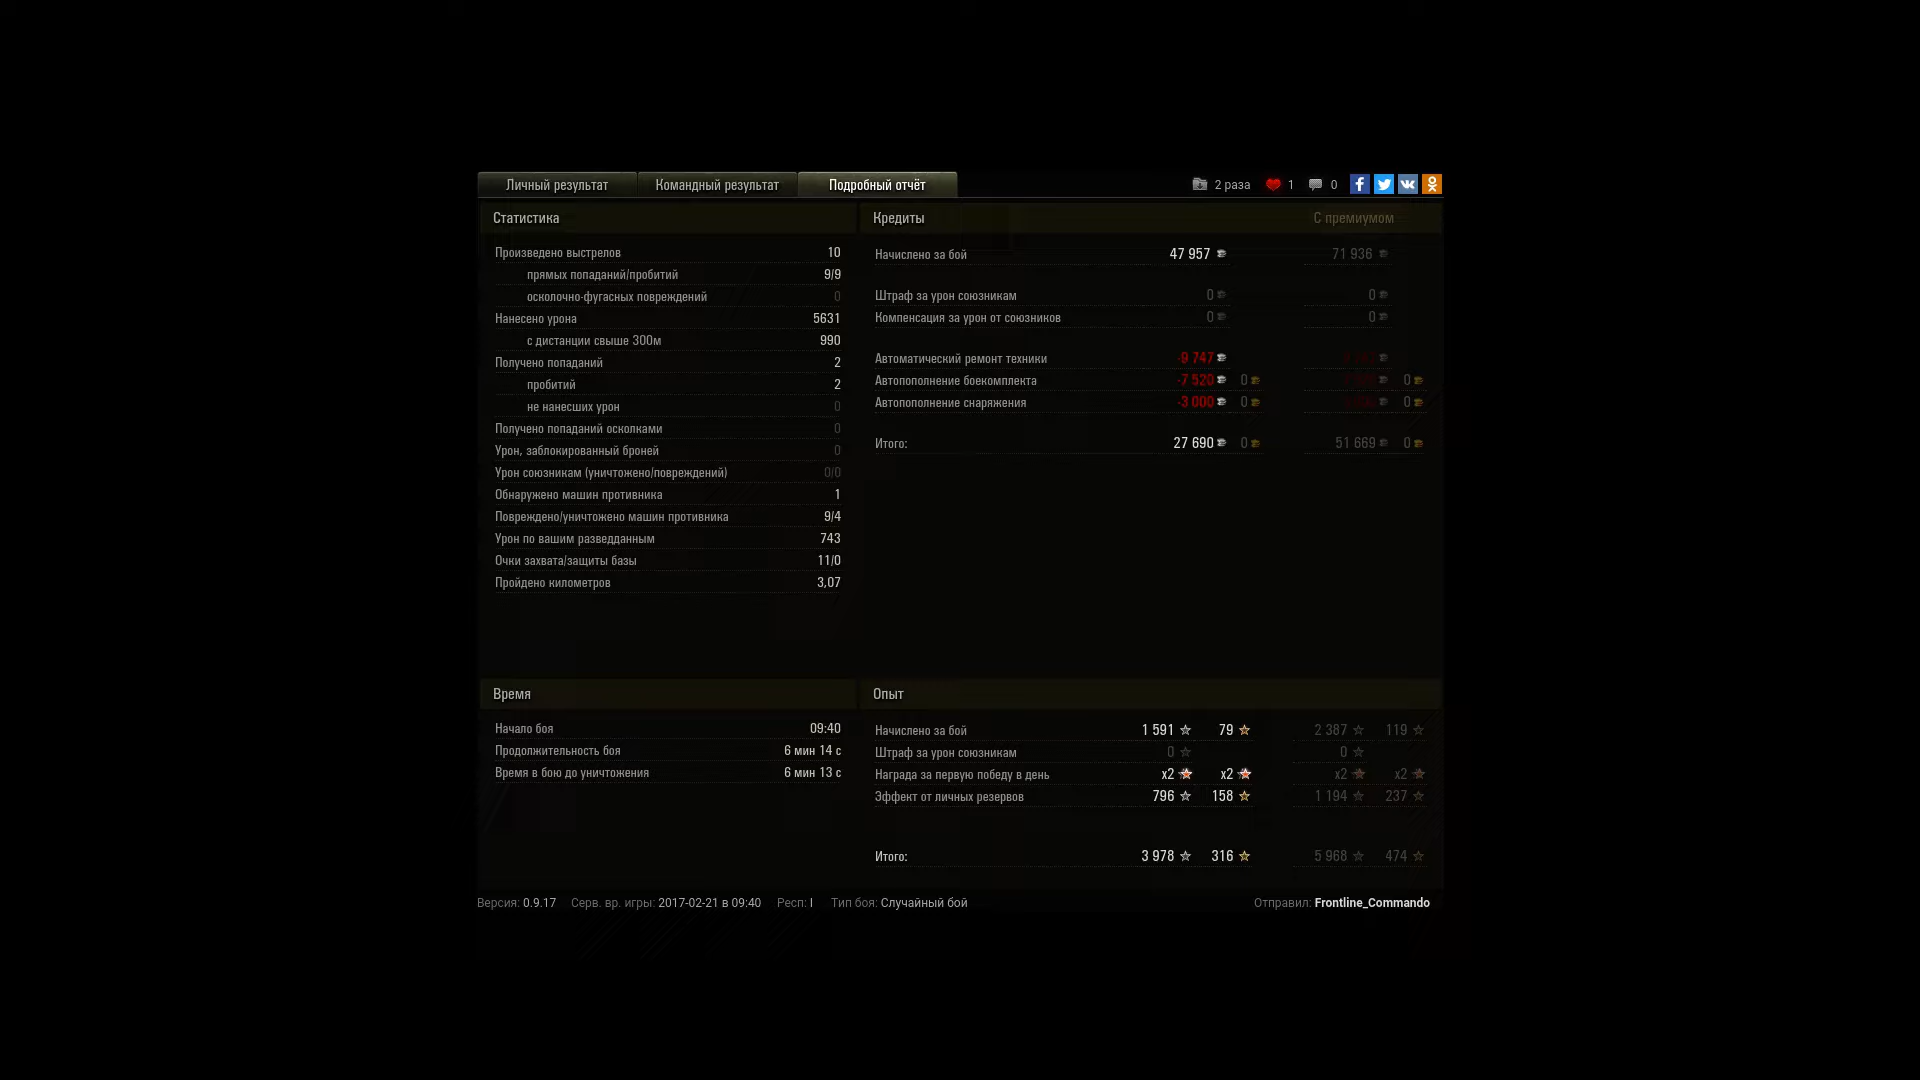 Личный результат Командный результат Подробный отчёт 2 раза 1 0
Статистика
Произведено выстрелов 10
прямых попаданий/пробитий 9/9
осколочно-фугасных повреждений 0
Нанесено урона 5631
с дистанции свыше 300м 990
Получено попаданий 2
пробитий 2
не нанесших урон 0
Получено попаданий осколками 0
Урон, заблокированный броней 0
Урон союзникам (уничтожено/повреждений) 0/0
Обнаружено машин противника 1
Повреждено/уничтожено машин противника 9/4
Урон по вашим разведданным 743
Очки захвата/защиты базы 11/0
Пройдено километров 3,07
Кредиты С премиумом
Начислено за бой 47 957 71 936
Штраф за урон союзникам 0 0
Компенсация за урон от союзников 0 0
Автоматический ремонт техники -9 747
Автопополнение боекомплекта -7 520 0 0
Автопополнение снаряжения -3 000 0 0
Итого: 27 690 0 51 669 0
Время
Начало боя 09:40
Продолжительность боя 6 мин 14 с
Время в бою до уничтожения 6 мин 13 с
Опыт
Начислено за бой 1 591 79 2 387 119
Штраф за урон союзникам 0 0
Награда за первую победу в день x2 x2 x2 x2
Эффект от личных резервов 796 158 1 194 237
Итого: 3 978 316 5 968 474
Версия: 0.9.17 Серв. вр. игры: 2017-02-21 в 09:40 Респ: I Тип боя: Случайный бой Отправил: Frontline_Commando